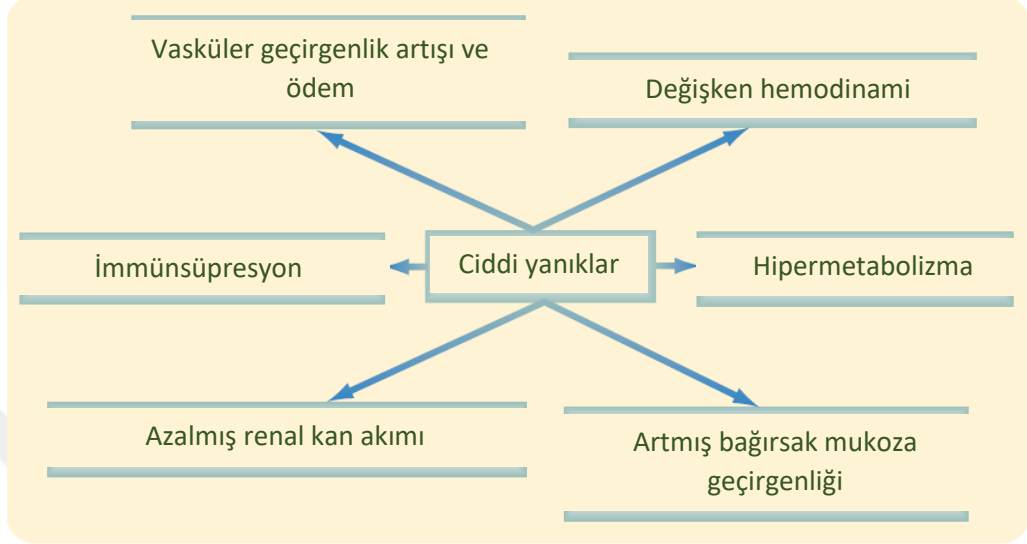 Vasküler geçirgenlik artışı ve
ödem
Değişken hemodinami
İmmünsüpresyon
Ciddi yanıklar
Hipermetabolizma
Azalmış renal kan akımı
Artmış bağırsak mukoza
geçirgenliği